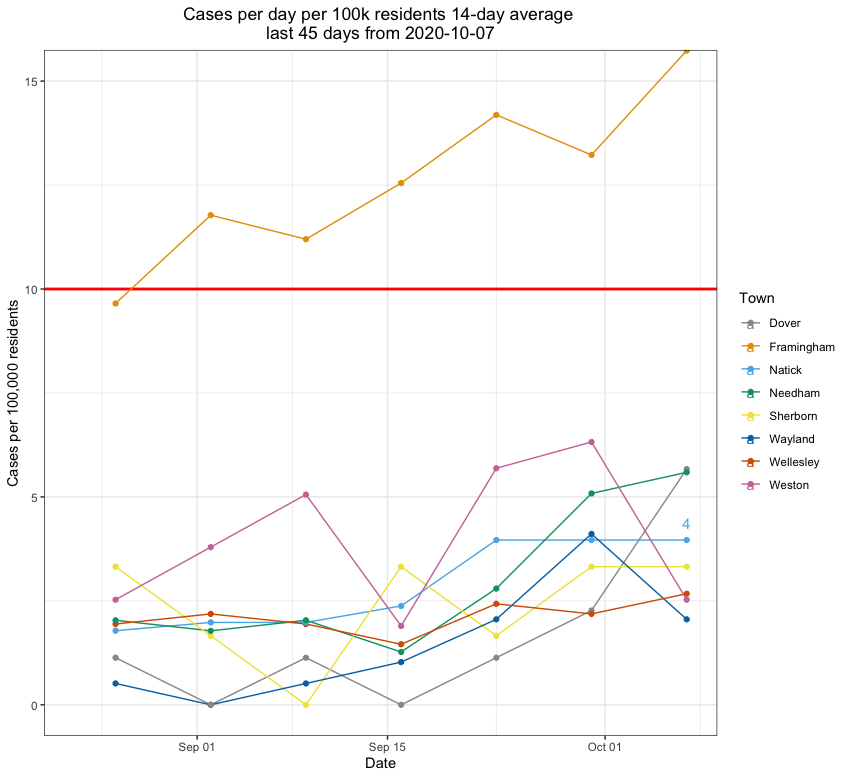 Cases per day per 100k residents 14-day average
last 45 days from 2020-10-07
Cases per 100,000 residents
15
10
5
0
4
Sep 01
Sep 15
Oct 01
Date
Town
a Dover
a Framingham
a Natick
a Needham
a Sherborn
a Wayland
a Wellesley
a Weston